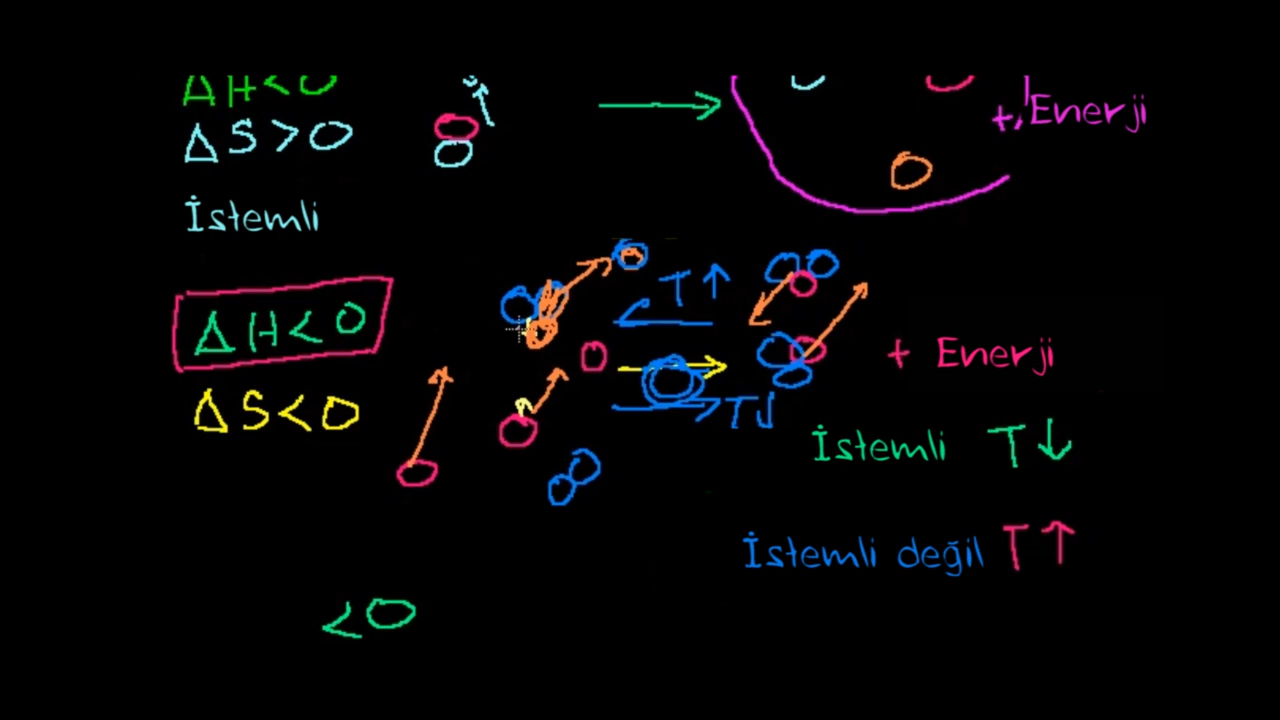 ΔH<0
ΔS>0
+ Enerji
İstemli
T↑
ΔH<0
+ Enerji
ΔS<0
T↓
İstemli T↓
İstemli değil T↑
<0